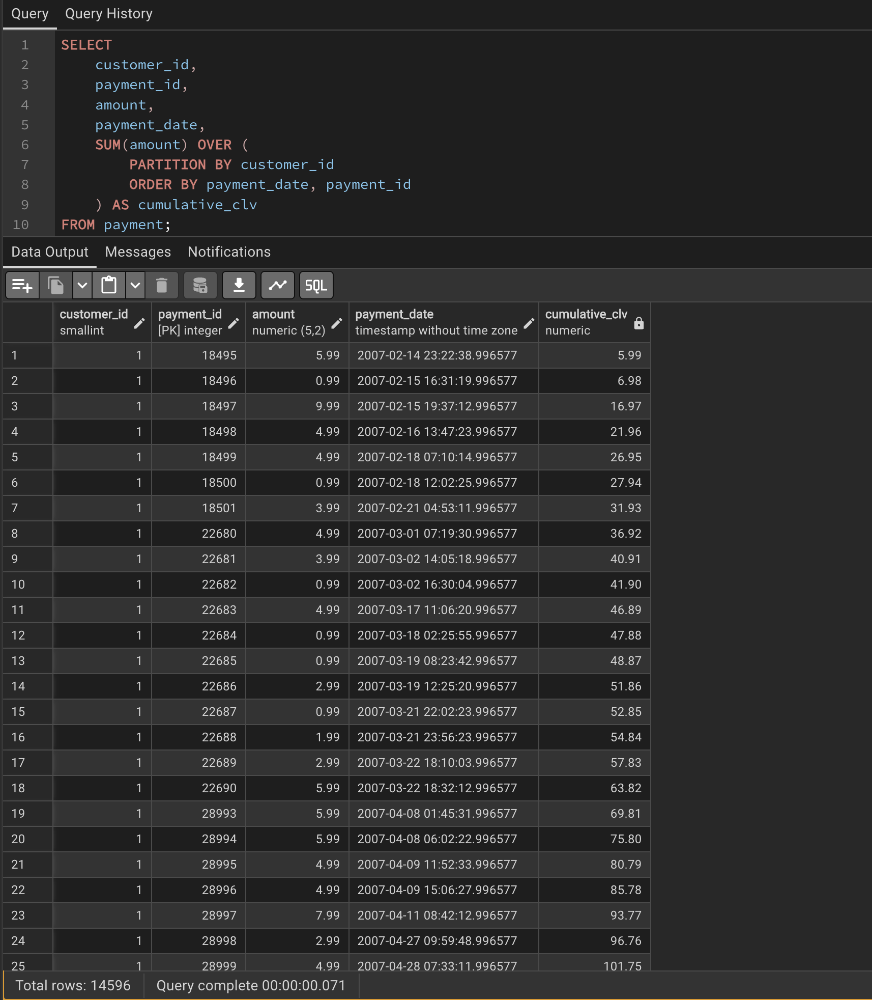 Query Query History
1 SELECT
2 customer_id,
3 payment_id,
4 amount,
5 payment_date,
6 SUM(amount) OVER (
7 PARTITION BY customer_id
8 ORDER BY payment_date, payment_id
9 ) AS cumulative_clv
10 FROM payment;
Data Output Messages Notifications
SQL
customer_id payment_id amount payment_date cumulative_clv
smallint [PK] integer numeric (5,2) timestamp without time zone numeric
1 1 18495 5.99 2007-02-14 23:22:38.996577 5.99
2 1 18496 0.99 2007-02-15 16:31:19.996577 6.98
3 1 18497 9.99 2007-02-15 19:37:12.996577 16.97
4 1 18498 4.99 2007-02-16 13:47:23.996577 21.96
5 1 18499 4.99 2007-02-18 07:10:14.996577 26.95
6 1 18500 0.99 2007-02-18 12:02:25.996577 27.94
7 1 18501 3.99 2007-02-21 04:53:11.996577 31.93
8 1 22680 4.99 2007-03-01 07:19:30.996577 36.92
9 1 22681 3.99 2007-03-02 14:05:18.996577 40.91
10 1 22682 0.99 2007-03-02 16:30:04.996577 41.90
11 1 22683 4.99 2007-03-17 11:06:20.996577 46.89
12 1 22684 0.99 2007-03-18 02:25:55.996577 47.88
13 1 22685 0.99 2007-03-19 08:23:42.996577 48.87
14 1 22686 2.99 2007-03-19 12:25:20.996577 51.86
15 1 22687 0.99 2007-03-21 22:02:23.996577 52.85
16 1 22688 1.99 2007-03-21 23:56:23.996577 54.84
17 1 22689 2.99 2007-03-22 18:10:03.996577 57.83
18 1 22690 5.99 2007-03-22 18:32:12.996577 63.82
19 1 28993 5.99 2007-04-08 01:45:31.996577 69.81
20 1 28994 5.99 2007-04-08 06:02:22.996577 75.80
21 1 28995 4.99 2007-04-09 11:52:33.996577 80.79
22 1 28996 4.99 2007-04-09 15:06:27.996577 85.78
23 1 28997 7.99 2007-04-11 08:42:12.996577 93.77
24 1 28998 2.99 2007-04-27 09:59:48.996577 96.76
25 1 28999 4.99 2007-04-28 07:33:11.996577 101.75
Total rows: 14596 Query complete 00:00:00.071